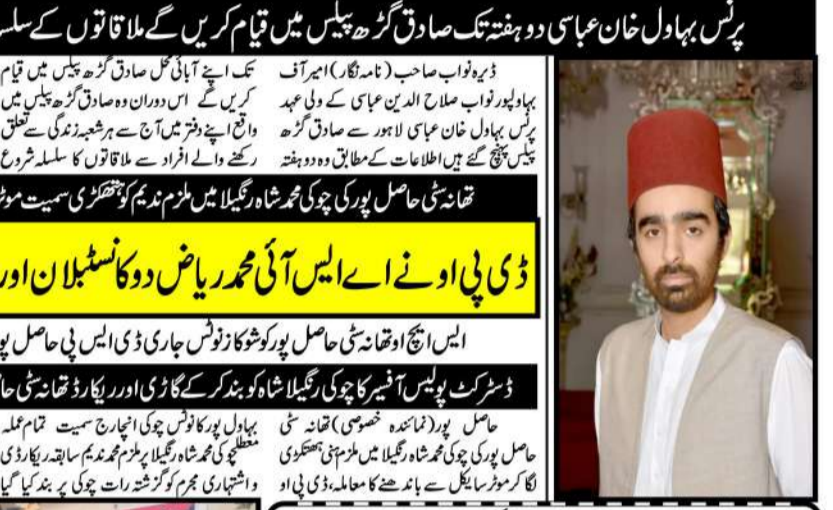 پرنس بہاول خان عباسی دو ہفتہ تک صادق گڑھ پیلس میں قیام کریں گے ملاقاتوں کے
ڈیرہ نواب صاحب (نامہ نگار) امیر آف
بہاولپور نواب صلاح الدین عباسی کے ولی عہد
پرنس بہاول خان عباسی لاہور سے صادق گڑھ
پیلس پہنچ گئے ہیں اطلاعات کے مطابق وہ دو ہفتہ
تک اپنے آبائی محل صادق گڑھ پیلس میں قیام
کریں گے اس دوران وہ صادق گڑھ پیلس میں
واقع اپنے دفتر میں آج سے ہر شعبہ زندگی سے تعلق
رکھنے والے افراد سے ملاقاتوں کا سلسلہ شروع
تھانہ سٹی حاصل پور کی چوکی محمد شاہ رنگیلا میں ملزم ندیم کو ہتھکڑی سمیت
ڈی پی او نے اے ایس آئی محمد ریاض دو کانسٹبلان اور
ایس ایچ او تھانہ سٹی حاصل پور کو شوکاز نوٹس جاری ڈی ایس پی حاصل
ڈسٹرکٹ پولیس آفیسر کا چوکی رنگیلا شاہ کو بند کر کے گاڑی اور ریکارڈ تھانہ سٹی
حاصل پور (نمائندہ خصوصی) تھانہ سٹی
حاصل پور کی چوکی محمد شاہ رنگیلا میں ملزم ہتھکڑی
لگا کر موٹر سائیکل سے باندھنے کا معاملہ، ڈی پی او
بہاول پور کا نوٹس چوکی انچارج سمیت تمام عملہ
معطل چوکی محمد شاہ رنگیلا پر ملزم محمد ندیم سابقہ ریکارڈی
و اشتہاری مجرم کو گزشتہ رات چوکی پر بند کیا گیا